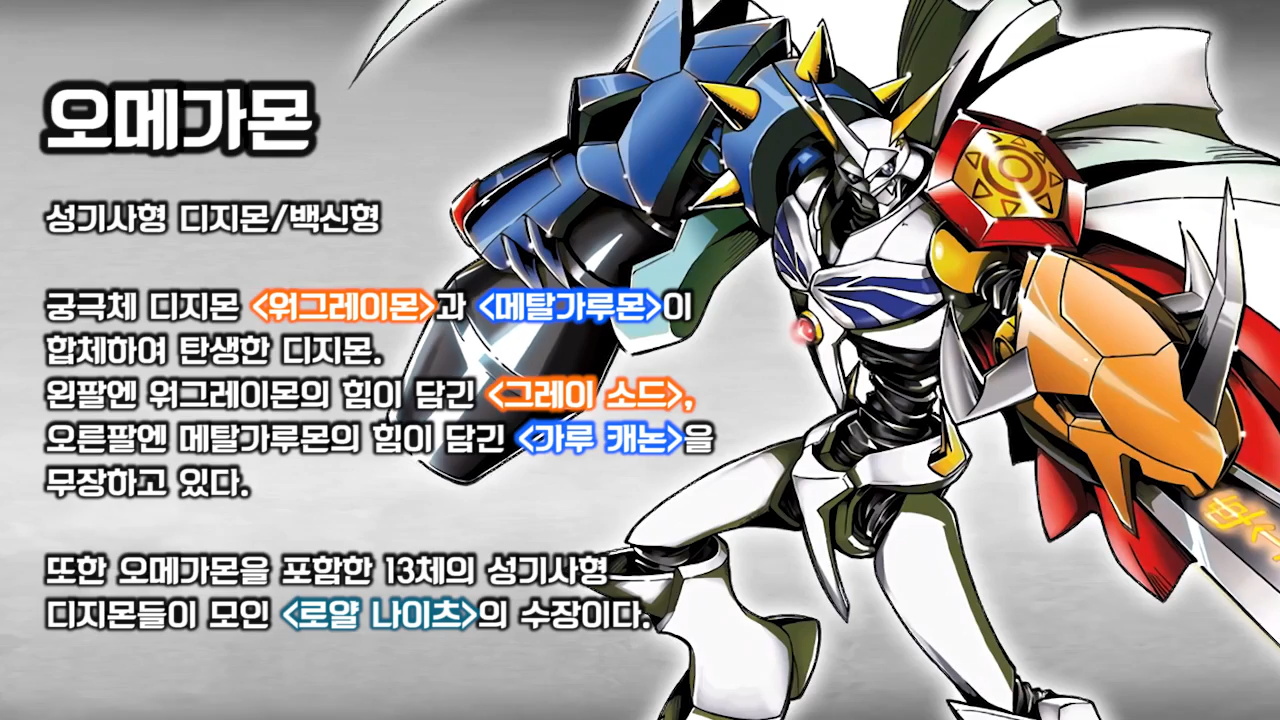 오메가몬
성기사형 디지몬/백신형
궁극체 디지몬 <워그레이몬>과 <메탈가루몬>이
합체하여 탄생한 디지몬.
왼팔엔 워그레이몬의 힘이 담긴 <그레이 소드>,
오른팔엔 메탈가루몬의 힘이 담긴 <가루 캐논>을
무장하고 있다.
또한 오메가몬을 포함한 13체의 성기사형
디지몬들이 모인 <로얄 나이츠>의 수장이다.